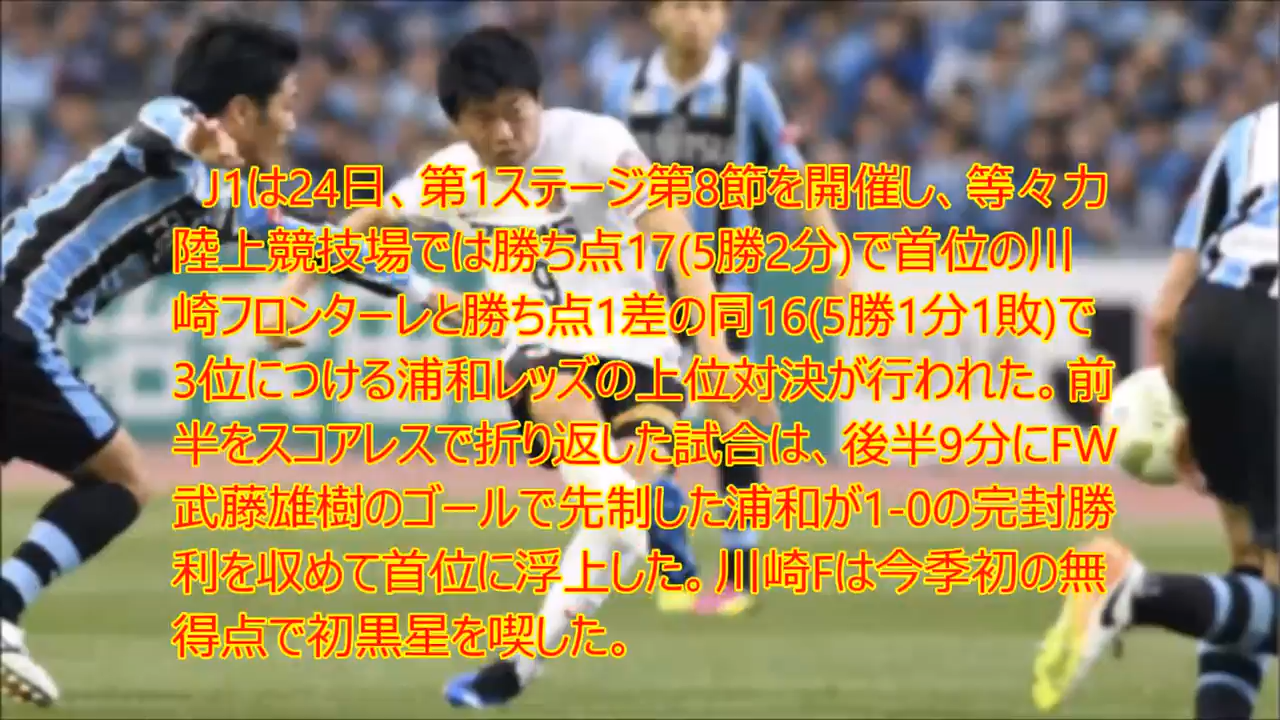 J1は24日、第1ステージ第8節を開催し、等々力
陸上競技場では勝ち点17(5勝2分)で首位の川
崎フロンターレと勝ち点1差の同16(5勝1分1敗)で
3位につける浦和レッズの上位対決が行われた。前
半をスコアレスで折り返した試合は、後半9分にFW
武藤雄樹のゴールで先制した浦和が1-0の完封勝
利を収めて首位に浮上した。川崎Fは今季初の無
得点で初黒星を喫した。
9